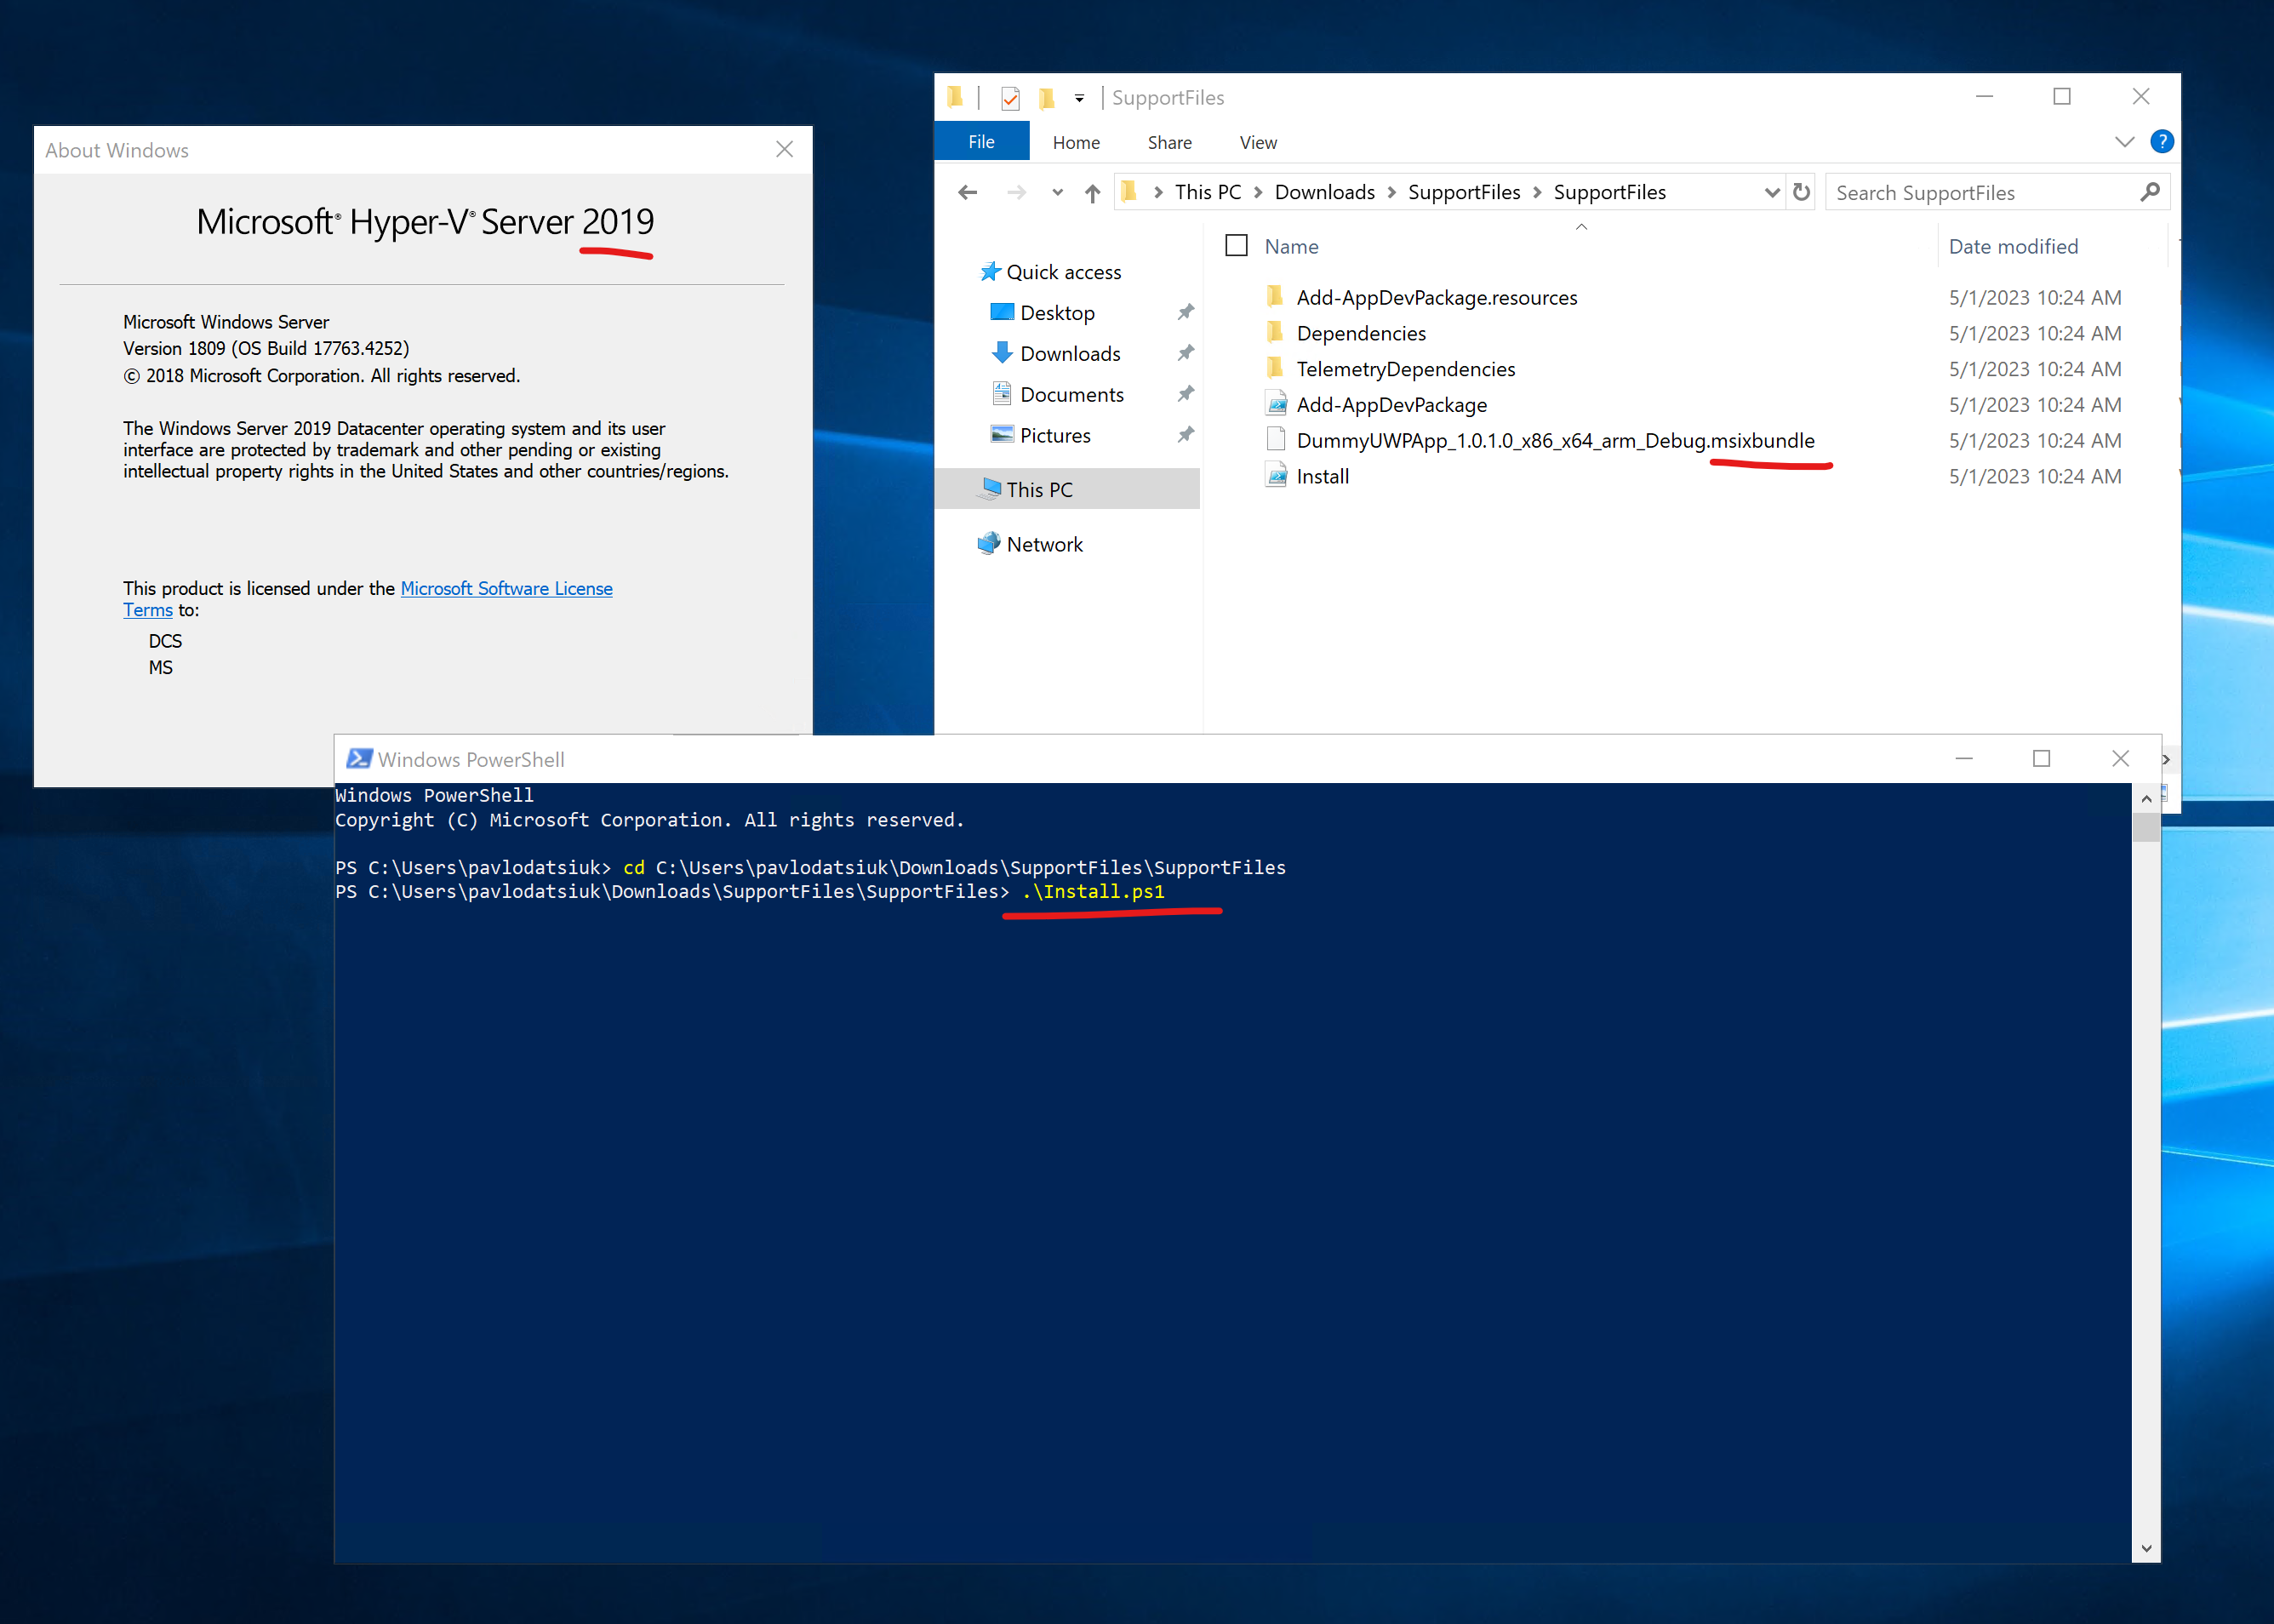 About Windows
Microsoft® Hyper-V® Server 2019
Microsoft Windows Server
Version 1809 (OS Build 17763.4252)
© 2018 Microsoft Corporation. All rights reserved.
The Windows Server 2019 Datacenter operating system and its user
interface are protected by trademark and other pending or existing
intellectual property rights in the United States and other countries/regions.
This product is licensed under the Microsoft Software License
Terms to:
DCS
MS
SupportFiles
File Home Share View
This PC Downloads SupportFiles SupportFiles
Search SupportFiles
Quick access
Desktop
Downloads
Documents
Pictures
This PC
Network
Name Date modified
Add-AppDevPackage.resources 5/1/2023 10:24 AM
Dependencies 5/1/2023 10:24 AM
TelemetryDependencies 5/1/2023 10:24 AM
Add-AppDevPackage 5/1/2023 10:24 AM
DummyUWPApp_1.0.1.0_x86_x64_arm_Debug.msixbundle 5/1/2023 10:24 AM
Install 5/1/2023 10:24 AM
Windows PowerShell
Windows PowerShell
Copyright (C) Microsoft Corporation. All rights reserved.
PS C:\Users\pavlodatsiuk> cd C:\Users\pavlodatsiuk\Downloads\SupportFiles\SupportFiles
PS C:\Users\pavlodatsiuk\Downloads\SupportFiles\SupportFiles> .\Install.ps1